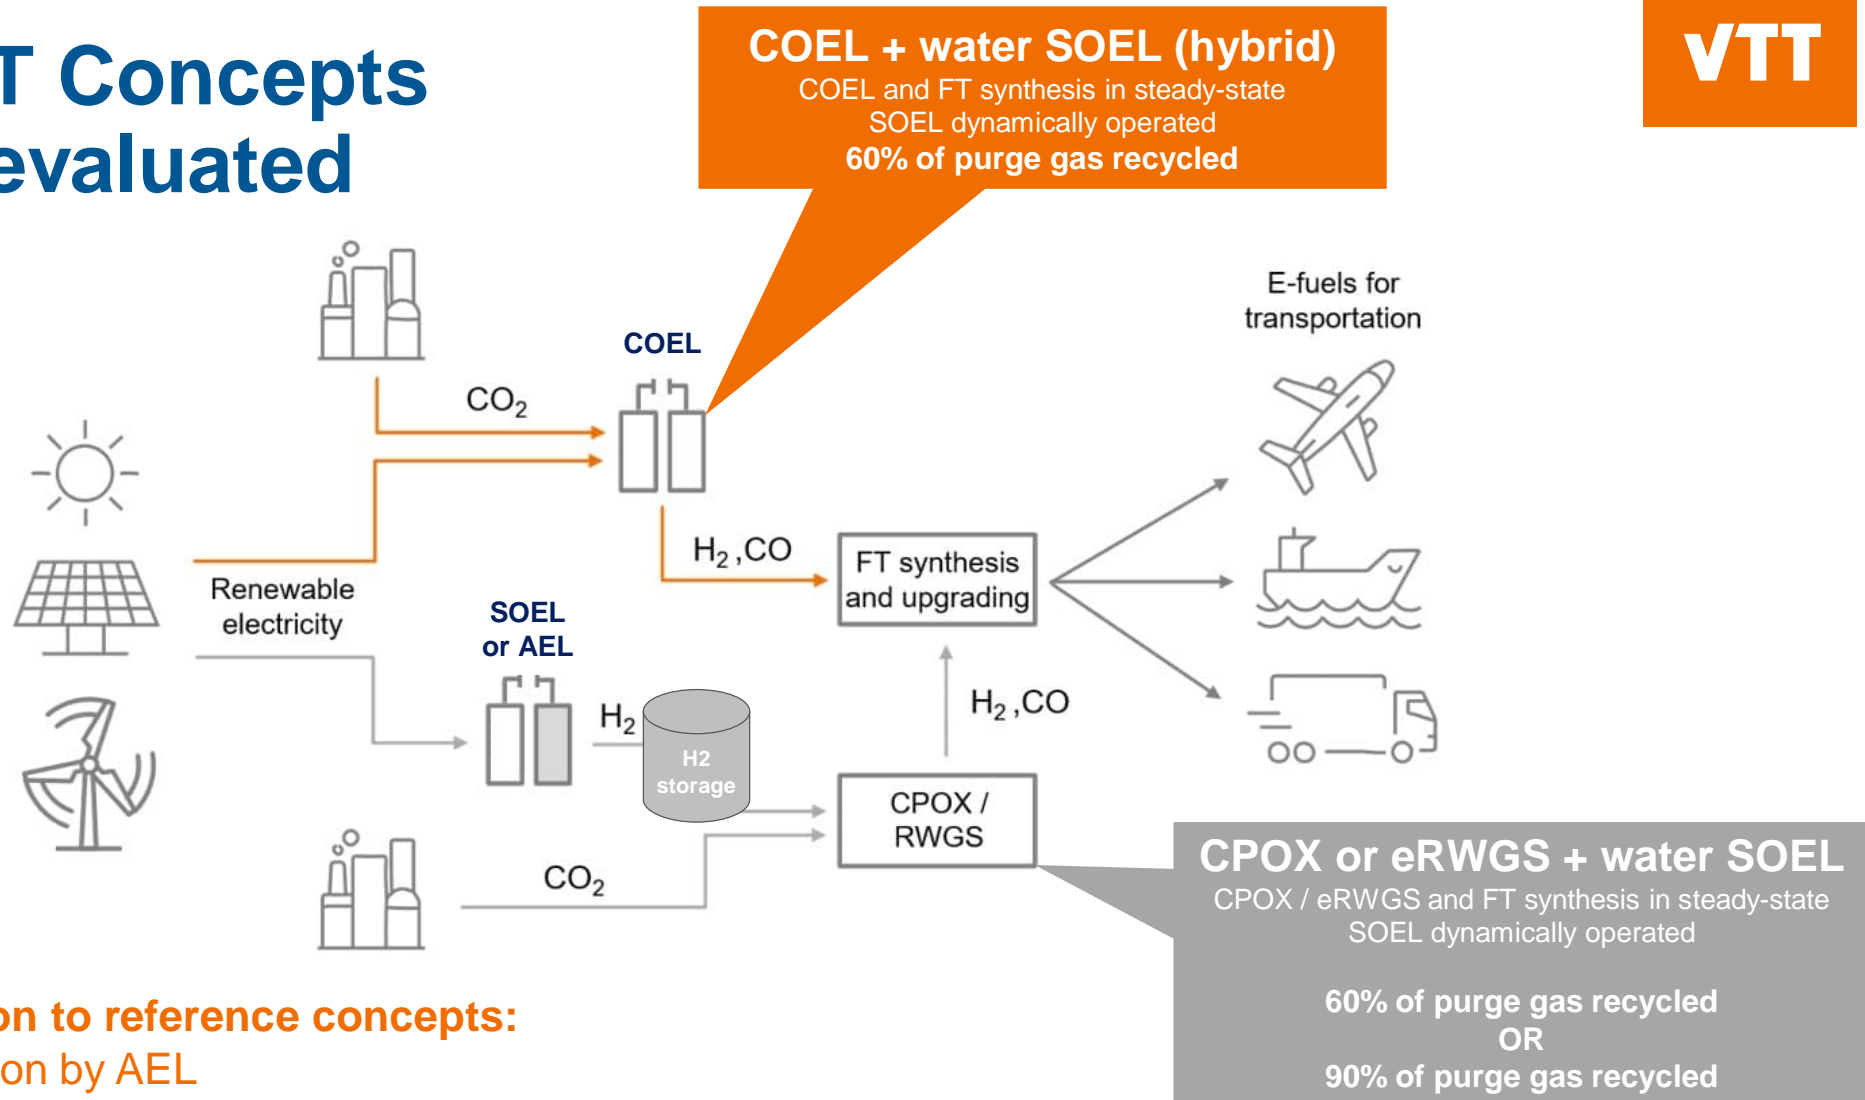 T Concepts
evaluated
COEL + water SOEL (hybrid)
COEL and FT synthesis in steady-state
SOEL dynamically operated
60% of purge gas recycled
VTT
E-fuels for
transportation
COEL
CO₂
H₂ ,CO
FT synthesis
and upgrading
Renewable
electricity
SOEL
or AEL
H₂
H2
storage
H₂ ,CO
CPOX /
RWGS
CO₂
CPOX or eRWGS + water SOEL
CPOX / eRWGS and FT synthesis in steady-state
SOEL dynamically operated
60% of purge gas recycled
OR
90% of purge gas recycled
on to reference concepts:
on by AEL